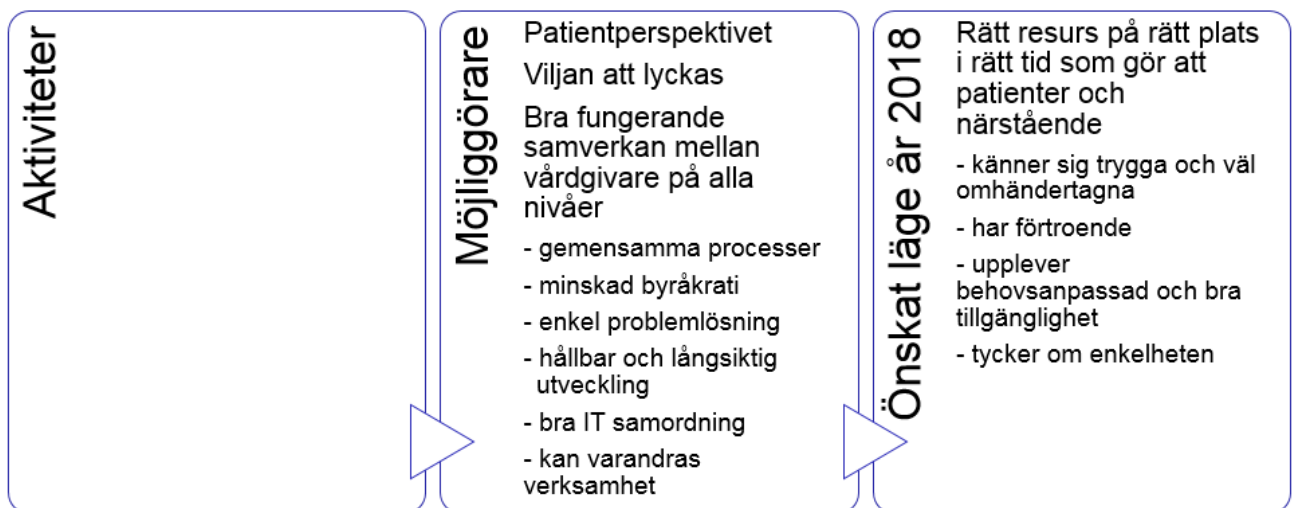 Aktiviteter
Möjliggörare
Patientperspektivet
Viljan att lyckas
Bra fungerande
samverkan mellan
vårdgivare på alla
nivåer
- gemensamma processer
- minskad byråkrati
- enkel problemlösning
- hållbar och långsiktig
utveckling
- bra IT samordning
- kan varandras
verksamhet
Önskat läge år 2018
Rätt resurs på rätt plats
i rätt tid som gör att
patienter och
närstående
- känner sig trygga och väl
omhändertagna
- har förtroende
- upplever
behovsanpassad och bra
tillgänglighet
- tycker om enkelheten